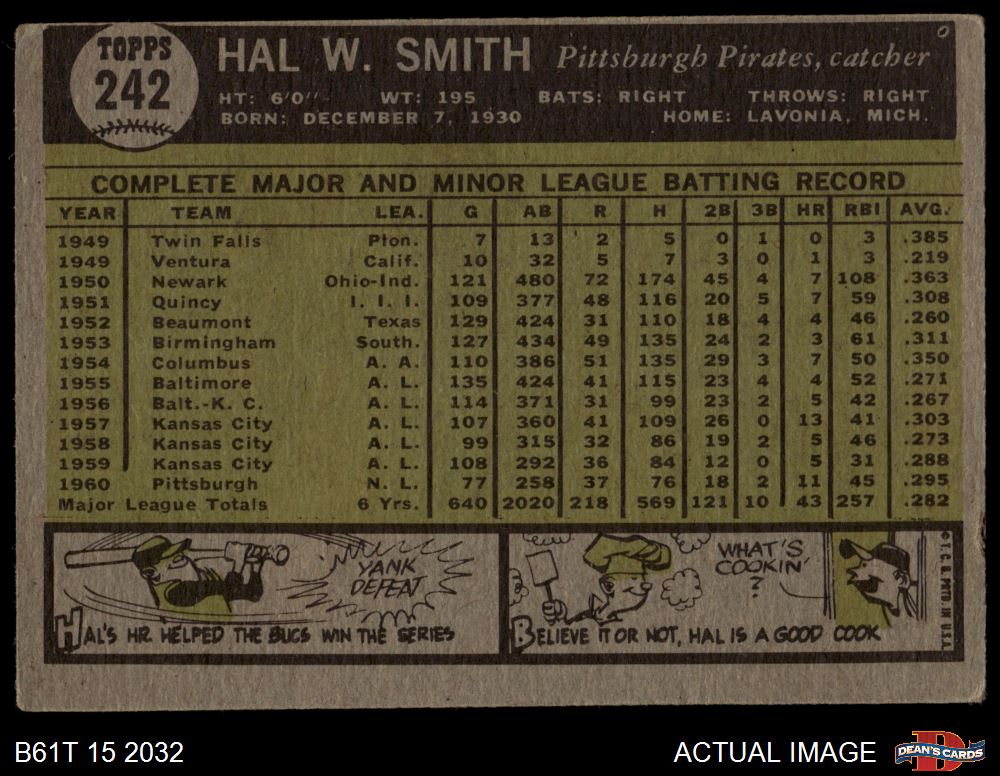 TOPPS
242
HAL W. SMITH Pittsburgh Pirates, catcher
HT: 6'0" WT: 195 BATS: RIGHT THROWS: RIGHT
BORN: DECEMBER 7, 1930 HOME: LAVONIA, MICH.
COMPLETE MAJOR AND MINOR LEAGUE BATTING RECORD
YEAR TEAM LEA. G AB R H 2B 3B HR RBI AVG.
1949 Twin Falls Pion. 7 13 2 5 0 1 0 3 .385
1949 Ventura Calif. 10 32 5 7 3 0 1 3 .219
1950 Newark Ohio-Ind. 121 480 72 174 45 4 7 108 .363
1951 Quincy I. I. I. 109 377 48 116 20 5 7 59 .308
1952 Beaumont Texas 129 424 31 110 18 4 4 46 .260
1953 Birmingham South. 127 434 49 135 24 2 3 61 .311
1954 Columbus A. A. 110 386 51 135 29 3 7 50 .350
1955 Baltimore A. L. 135 424 41 115 23 4 4 52 .271
1956 Balt.-K. C. A. L. 114 371 31 99 23 2 5 42 .267
1957 Kansas City A. L. 107 360 41 109 26 0 13 41 .303
1958 Kansas City A. L. 99 315 32 86 19 2 5 46 .273
1959 Kansas City A. L. 108 292 36 84 12 0 5 31 .288
1960 Pittsburgh N. L. 77 258 37 76 18 2 11 45 .295
Major League Totals 6 Yrs. 640 2020 218 569 121 10 43 257 .282
YANK
DEFEAT
HAL'S HR. HELPED THE BUCS WIN THE SERIES
WHAT'S
COOKIN'
?
BELIEVE IT OR NOT, HAL IS A GOOD COOK
© T. C. G. PRTD. IN U.S.A.
B61T 15 2032 ACTUAL IMAGE
DEAN'S CARDS